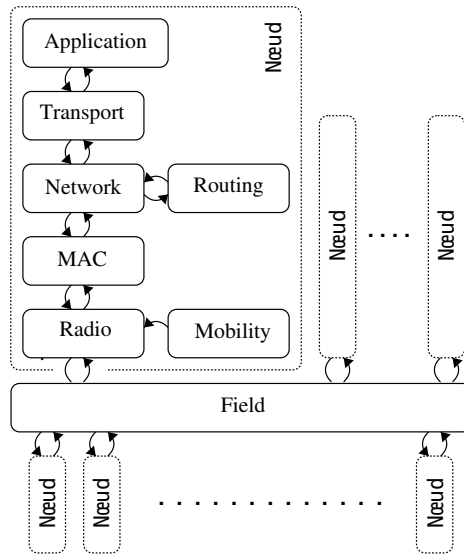 Application
Nœud
Transport
Network
Routing
MAC
Radio
Mobility
Nœud
. . . .
Nœud
Field
Nœud
Nœud
. . . . . . . . . . . . .
Nœud